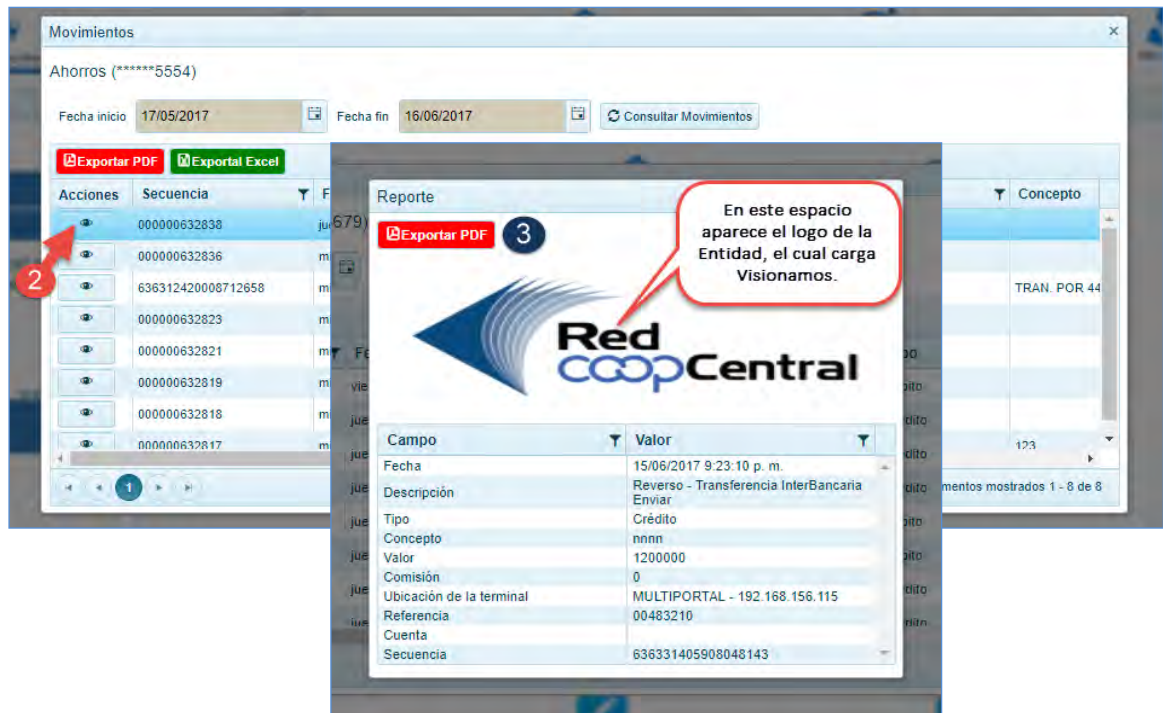 Movimientos
Ahorros (******5554)
Fecha inicio 17/05/2017 Fecha fin 16/06/2017 Consultar Movimientos
Exportar PDF Exportal Excel
Acciones Secuencia F Concepto
000000632838
000000632836
636312420008712658 TRAN. POR 44
000000632823
000000632821
000000632819
000000632818
000000632817 123
1
mentos mostrados 1 - 8 de 8
2
679)
Reporte
Exportar PDF 3
En este espacio
aparece el logo de la
Entidad, el cual carga
Visionamos.
Red
coopCentral
Campo Valor
Fecha 15/06/2017 9:23:10 p. m.
Descripción Reverso - Transferencia InterBancaria
Enviar
Tipo Crédito
Concepto nnnn
Valor 1200000
Comisión 0
Ubicación de la terminal MULTIPORTAL - 192.168.156.115
Referencia 00483210
Cuenta
Secuencia 636331405908048143